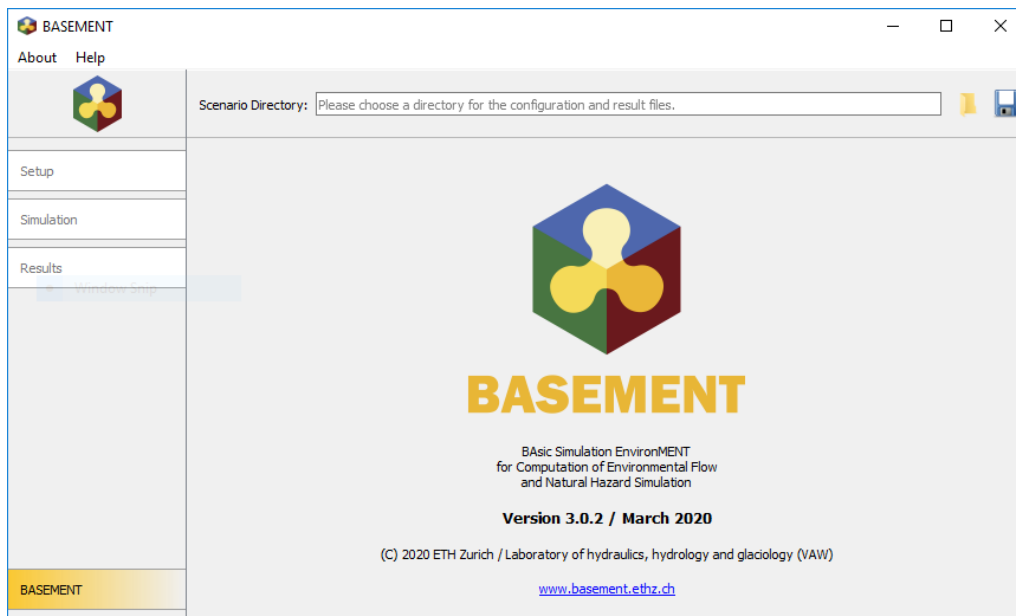 BASEMENT
About Help
Scenario Directory: Please choose a directory for the configuration and result files.
Setup
Simulation
Results
Window Snip
BASEMENT
BAsic Simulation EnvironMENT
for Computation of Environmental Flow
and Natural Hazard Simulation
Version 3.0.2 / March 2020
(C) 2020 ETH Zurich / Laboratory of hydraulics, hydrology and glaciology (VAW)
www.basement.ethz.ch
BASEMENT